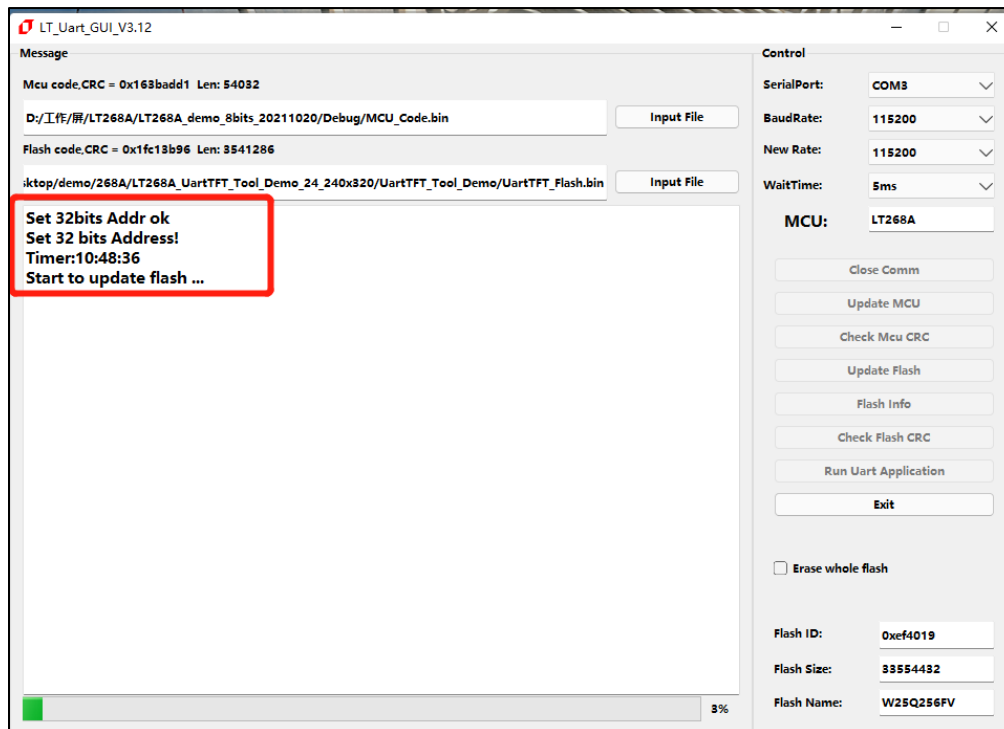 LT_Uart_GUI_V3.12
Message
Mcu code,CRC = 0x163badd1 Len: 54032
D:/工作/屏/LT268A/LT268A_demo_8bits_20211020/Debug/MCU_Code.bin
Input File
Flash code,CRC = 0x1fc13b96 Len: 3541286
sktop/demo/268A/LT268A_UartTFT_Tool_Demo_24_240x320/UartTFT_Tool_Demo/UartTFT_Flash.bin
Input File
Set 32bits Addr ok
Set 32 bits Address!
Timer:10:48:36
Start to update flash ...
3%
Control
SerialPort:
COM3
BaudRate:
115200
New Rate:
115200
WaitTime:
5ms
MCU:
LT268A
Close Comm
Update MCU
Check Mcu CRC
Update Flash
Flash Info
Check Flash CRC
Run Uart Application
Exit
Erase whole flash
Flash ID:
0xef4019
Flash Size:
33554432
Flash Name:
W25Q256FV